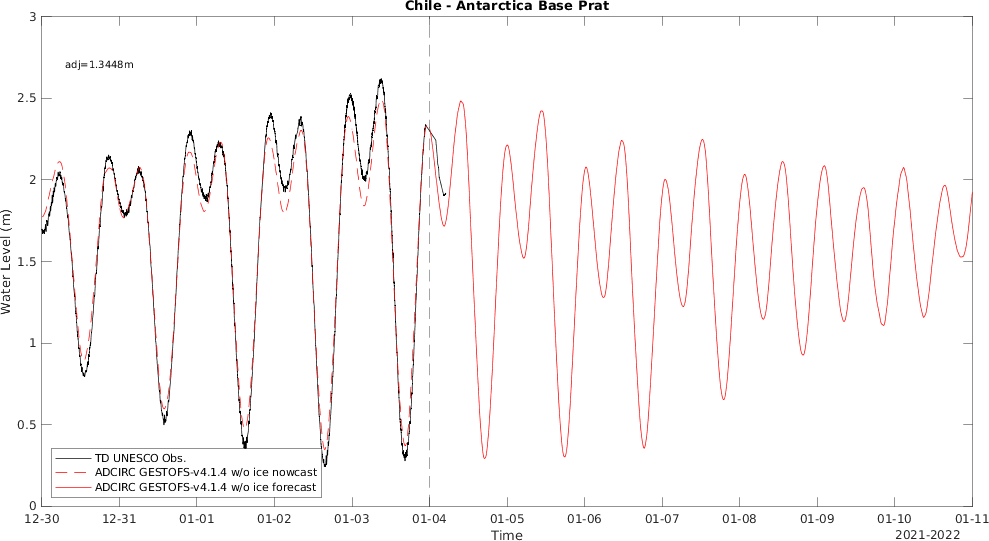 Chile - Antarctica Base Prat
adj=1.3448m
Water Level (m)
3
2.5
2
1.5
1
0.5
0
TD UNESCO Obs.
ADCIRC GESTOFS-v4.1.4 w/o ice nowcast
ADCIRC GESTOFS-v4.1.4 w/o ice forecast
12-30 12-31 01-01 01-02 01-03 01-04 01-05 01-06 01-07 01-08 01-09 01-10 01-11
Time
2021-2022